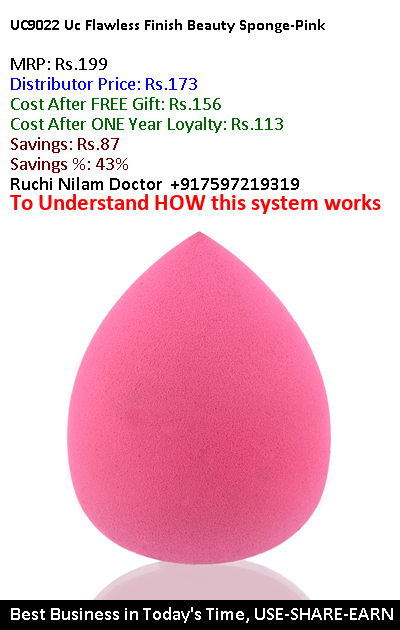 UC9022 Uc Flawless Finish Beauty Sponge-Pink
MRP: Rs.199
Distributor Price: Rs.173
Cost After FREE Gift: Rs.156
Cost After ONE Year Loyalty: Rs.113
Savings: Rs.87
Savings %: 43%
Ruchi Nilam Doctor +917597219319
To Understand HOW this system works
Best Business in Today's Time, USE-SHARE-EARN